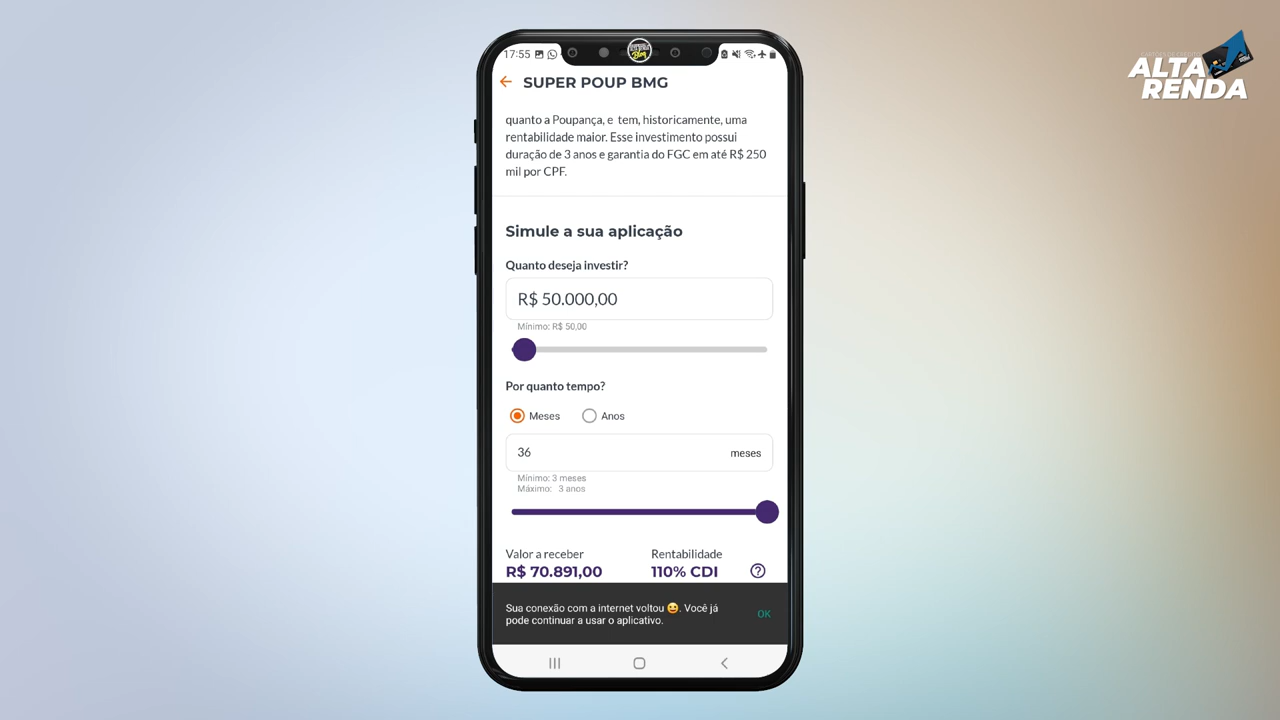 17:55
SUPER POUP BMG
quanto a Poupança, e tem, historicamente, uma
rentabilidade maior. Esse investimento possui
duração de 3 anos e garantia do FGC em até R$ 250
mil por CPF.
Simule a sua aplicação
Quanto deseja investir?
R$ 50.000,00
Mínimo: R$ 50,00
Por quanto tempo?
Meses Anos
36 meses
Mínimo: 3 meses
Máximo: 3 anos
Valor a receber Rentabilidade
R$ 70.891,00 110% CDI ?
Sua conexão com a internet voltou 😆. Você já
pode continuar a usar o aplicativo.
OK
CARTÕES DE CRÉDITO
ALTA
RENDA